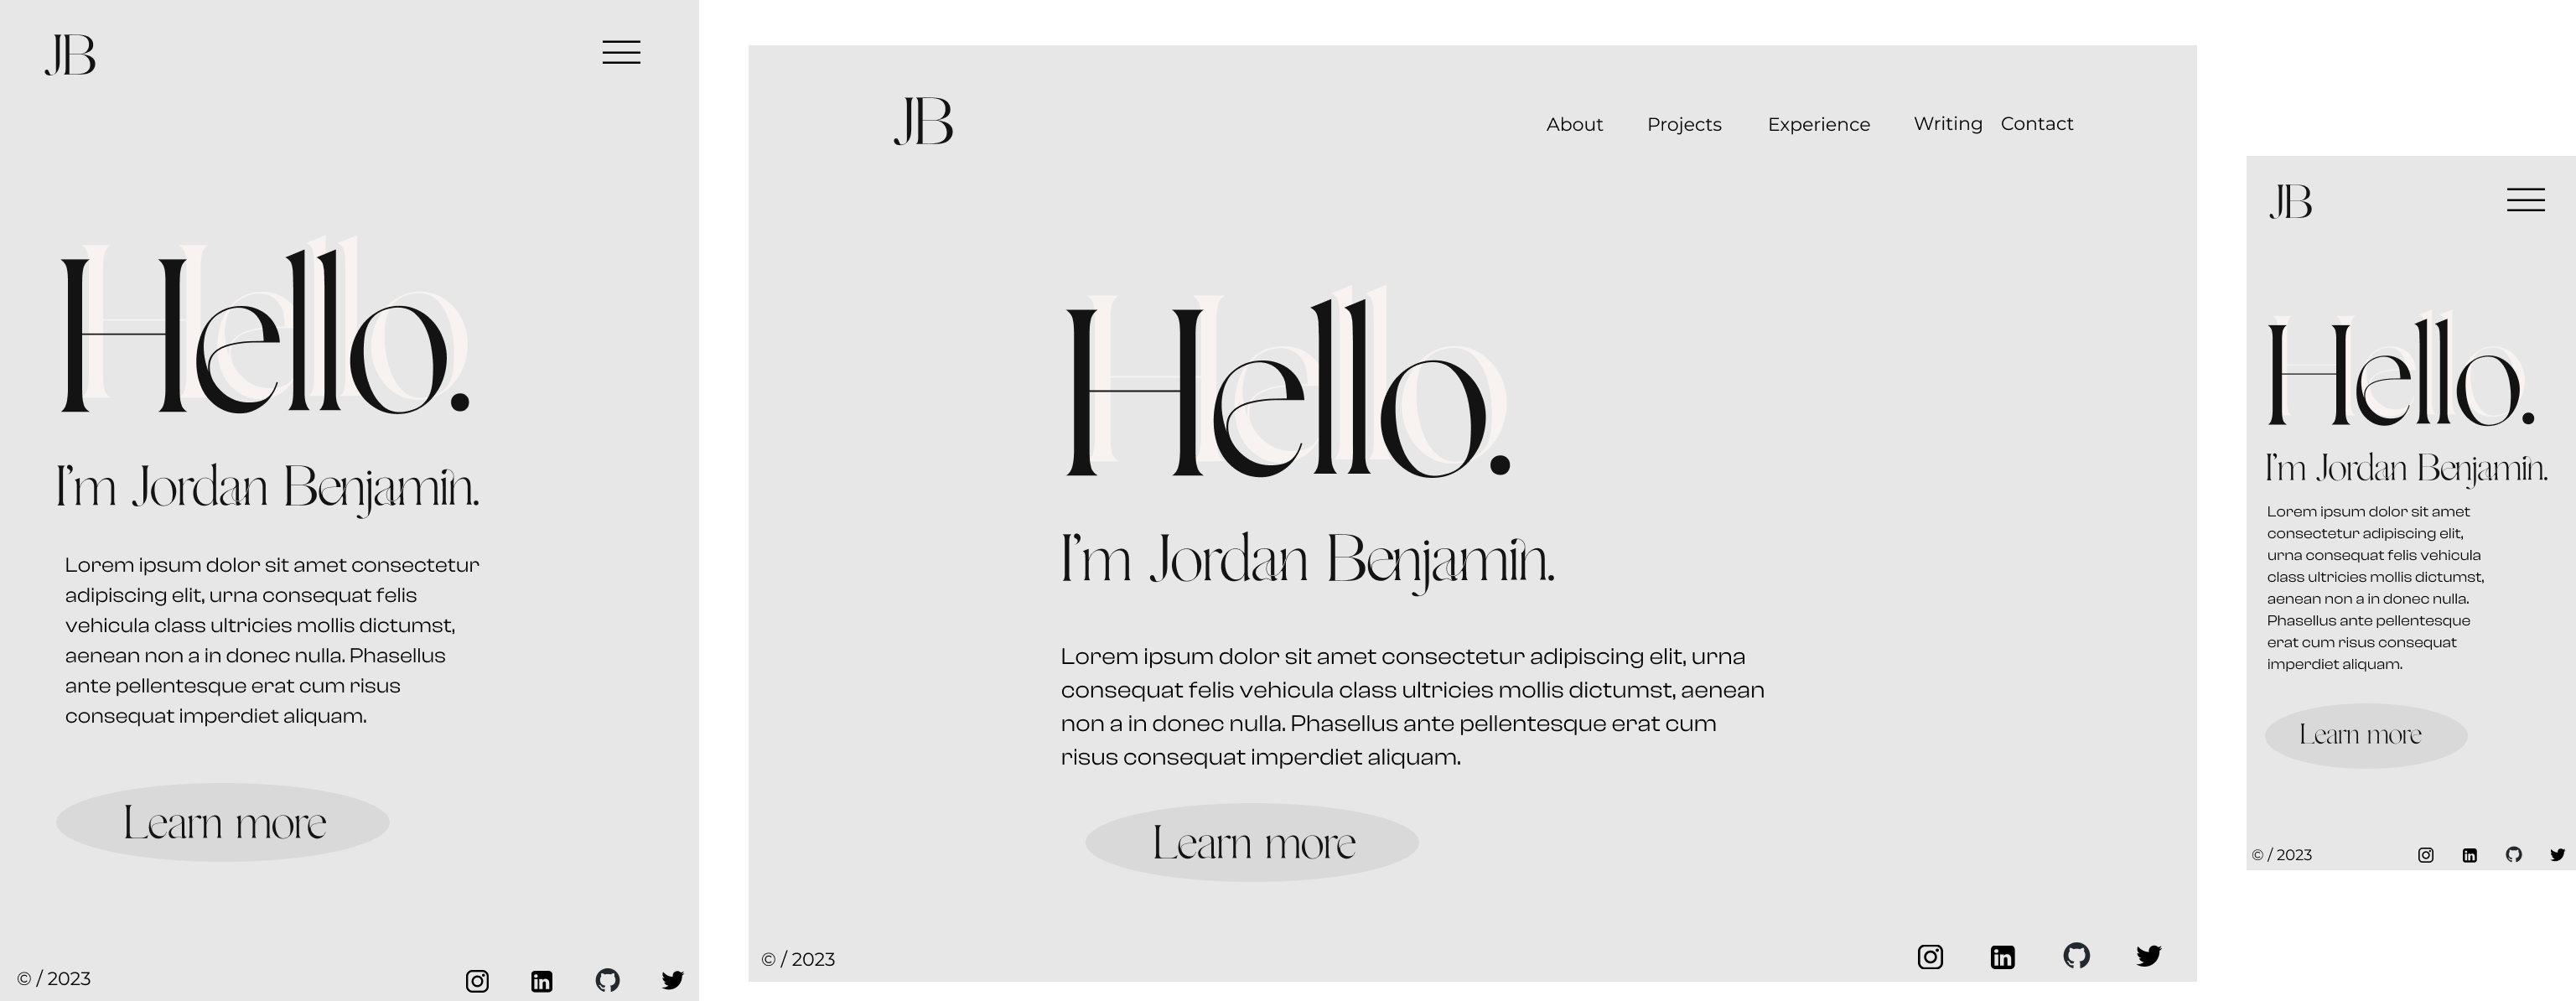 JB
Hello.
I'm Jordan Benjamin.
Lorem ipsum dolor sit amet consectetur
adipiscing elit, urna consequat felis
vehicula class ultricies mollis dictumst,
aenean non a in donec nulla. Phasellus
ante pellentesque erat cum risus
consequat imperdiet aliquam.
Learn more
© / 2023
JB
About Projects Experience Writing Contact
Hello.
I'm Jordan Benjamin.
Lorem ipsum dolor sit amet consectetur adipiscing elit, urna
consequat felis vehicula class ultricies mollis dictumst, aenean
non a in donec nulla. Phasellus ante pellentesque erat cum
risus consequat imperdiet aliquam.
Learn more
© / 2023
in
JB
Hello.
I'm Jordan Benjamin.
Lorem ipsum dolor sit amet
consectetur adipiscing elit,
urna consequat felis vehicula
class ultricies mollis dictumst,
aenean non a in donec nulla.
Phasellus ante pellentesque
erat cum risus consequat
imperdiet aliquam.
Learn more
© / 2023